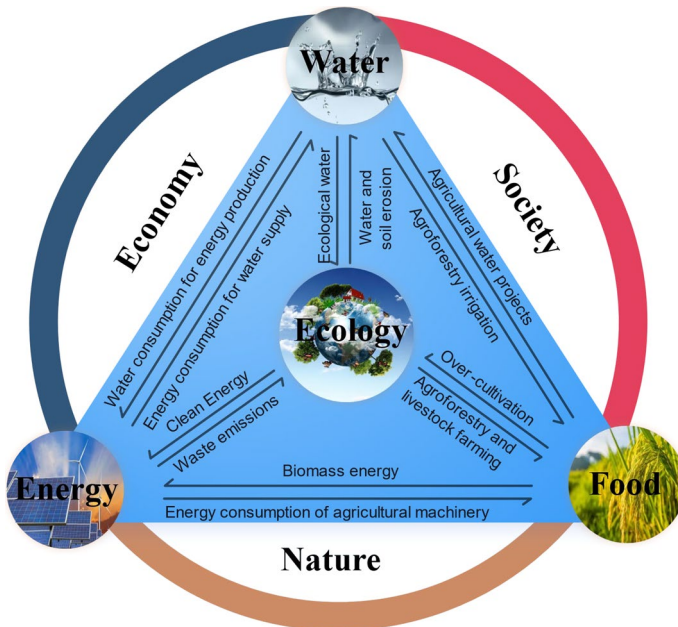 Water
Economy
Society
Water consumption for energy production
Energy consumption for water supply
Ecological water
Water and
soil erosion
Agricultural water projects
Agroforestry irrigation
Ecology
Clean Energy
Waste emissions
Over-cultivation
Agroforestry and
livestock farming
Energy
Biomass energy
Food
Energy consumption of agricultural machinery
Nature